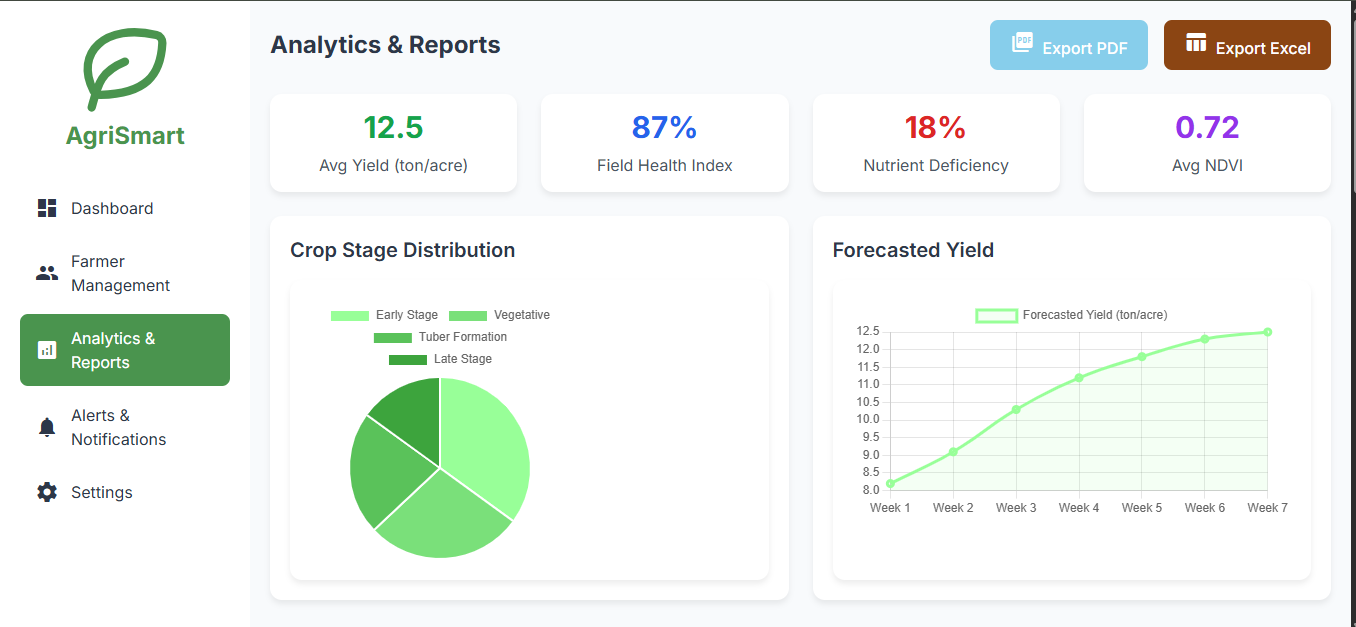 AgriSmart
Dashboard
Farmer
Management
Analytics &
Reports
Alerts &
Notifications
Settings
Analytics & Reports
PDF Export PDF
Export Excel
12.5
Avg Yield (ton/acre)
87%
Field Health Index
18%
Nutrient Deficiency
0.72
Avg NDVI
Crop Stage Distribution
Early Stage Vegetative
Tuber Formation
Late Stage
Forecasted Yield
Forecasted Yield (ton/acre)
12.5
12.0
11.5
11.0
10.5
10.0
9.5
9.0
8.5
8.0
Week 1 Week 2 Week 3 Week 4 Week 5 Week 6 Week 7